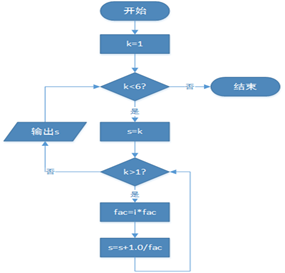 开始
k=1
k<6?
否
结束
是
输出s
s=k
否
k>1?
是
fac=i*fac
s=s+1.0/fac